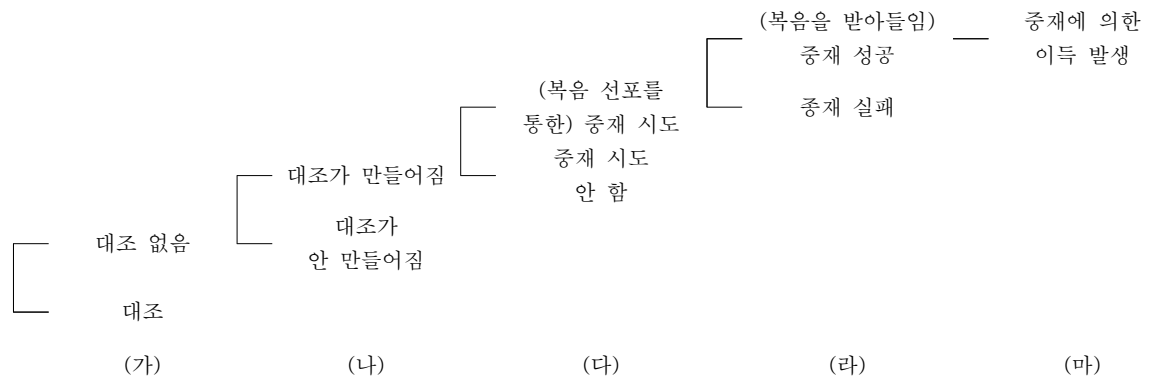 (복음을 받아들임)
중재 성공
중재에 의한
이득 발생
종재 실패
(복음 선포를
통한) 중재 시도
중재 시도
안 함
대조가 만들어짐
대조가
안 만들어짐
대조 없음
대조
(가)
(나)
(다)
(라)
(마)